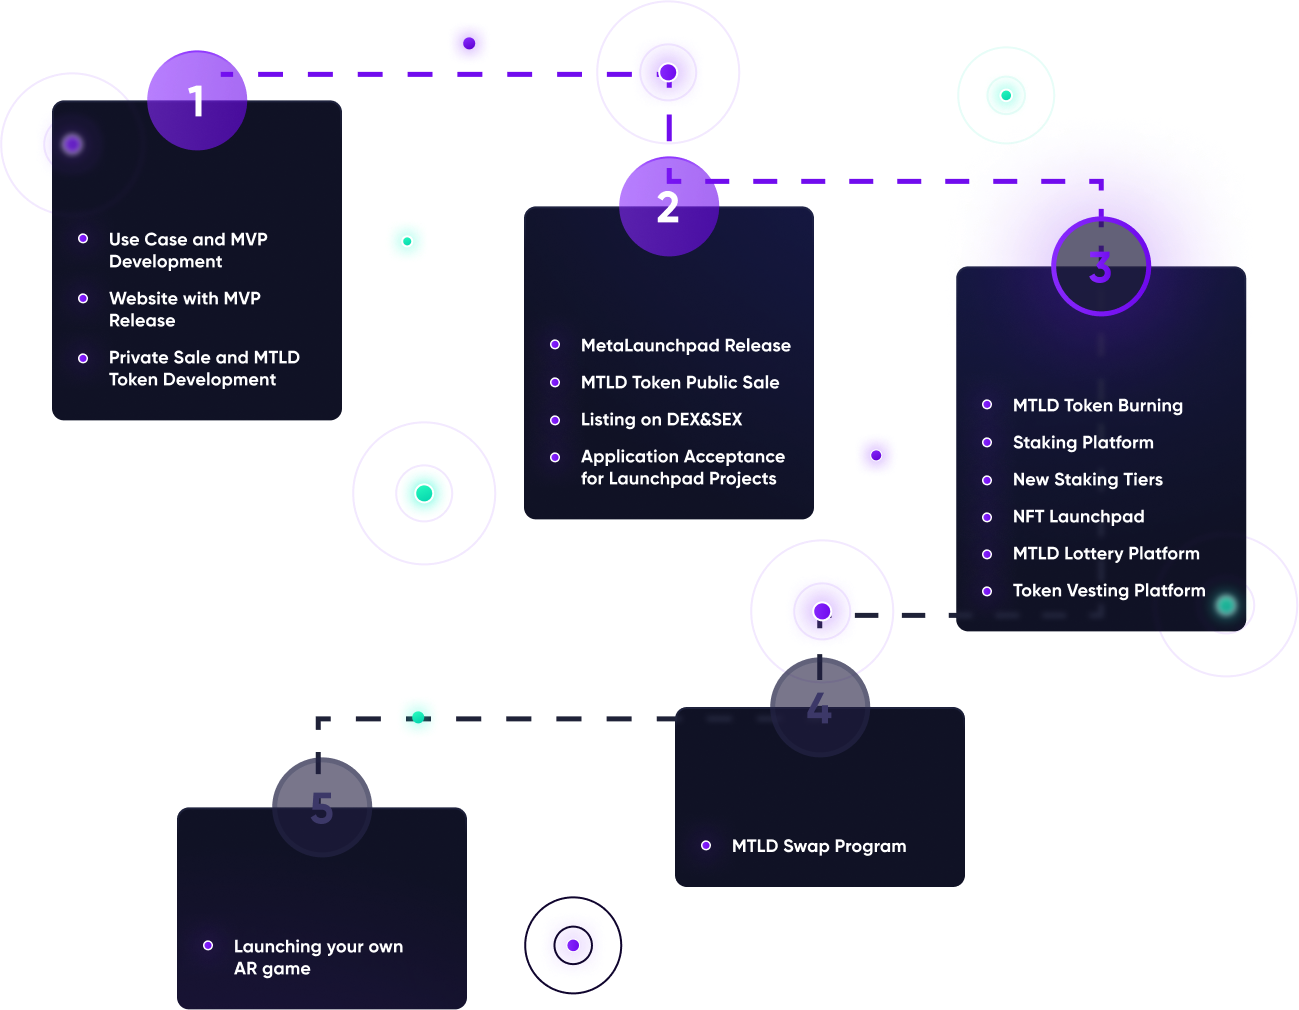 1
Use Case and MVP
Development
Website with MVP
Release
Private Sale and MTLD
Token Development
2
MetaLaunchpad Release
MTLD Token Public Sale
Listing on DEX&SEX
Application Acceptance
for Launchpad Projects
3
MTLD Token Burning
Staking Platform
New Staking Tiers
NFT Launchpad
MTLD Lottery Platform
Token Vesting Platform
4
MTLD Swap Program
5
Launching your own
AR game